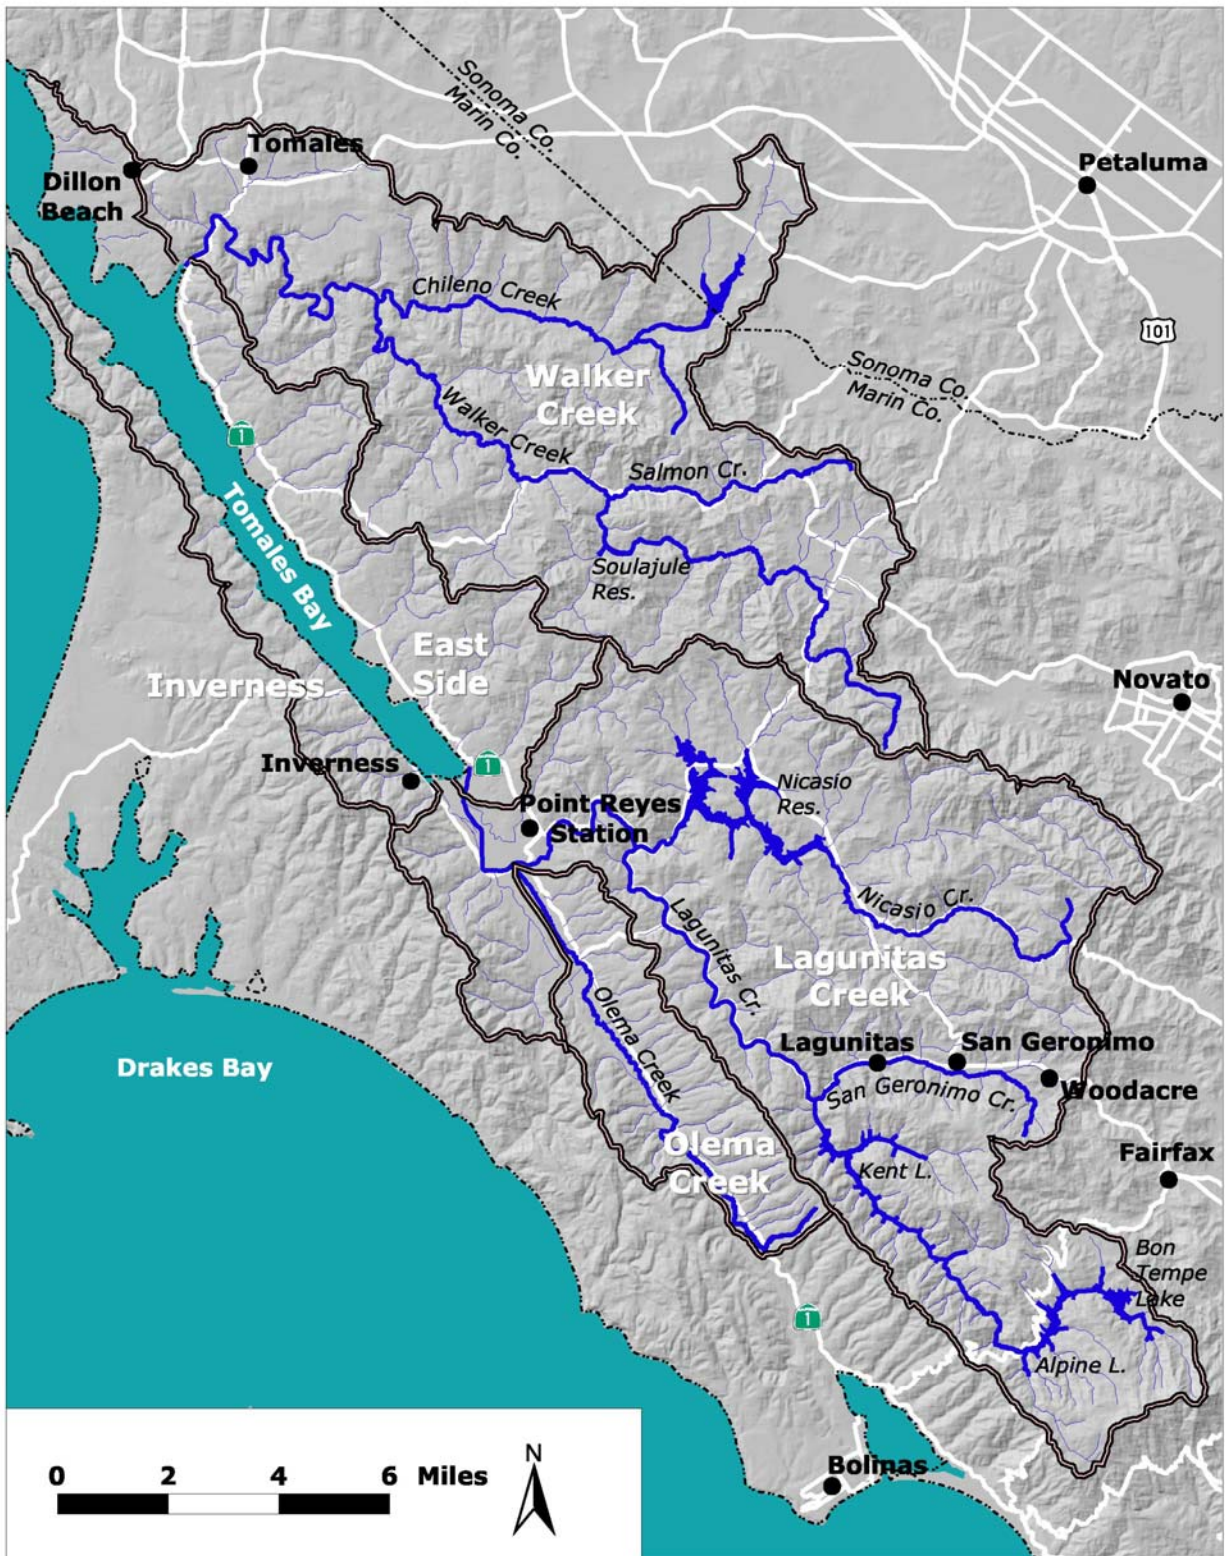 Sonoma Co.
Marin Co.
Tomales
Petaluma
Dillon
Beach
Chileno Creek
101
Sonoma Co.
Marin Co.
Walker
Creek
Walker Creek
1
Salmon Cr.
Tomales Bay
Soulajule
Res.
East
Side
Inverness
Novato
Inverness
1
Nicasio
Res.
Point Reyes
Station
Nicasio Cr.
Lagunitas Cr.
Lagunitas
Creek
Olema Creek
Lagunitas
San Geronimo
Drakes Bay
San Geronimo Cr.
Woodacre
Olema
Creek
Kent L.
Fairfax
Bon
Tempe
Lake
1
Alpine L.
Bolinas
0 2 4 6 Miles
N